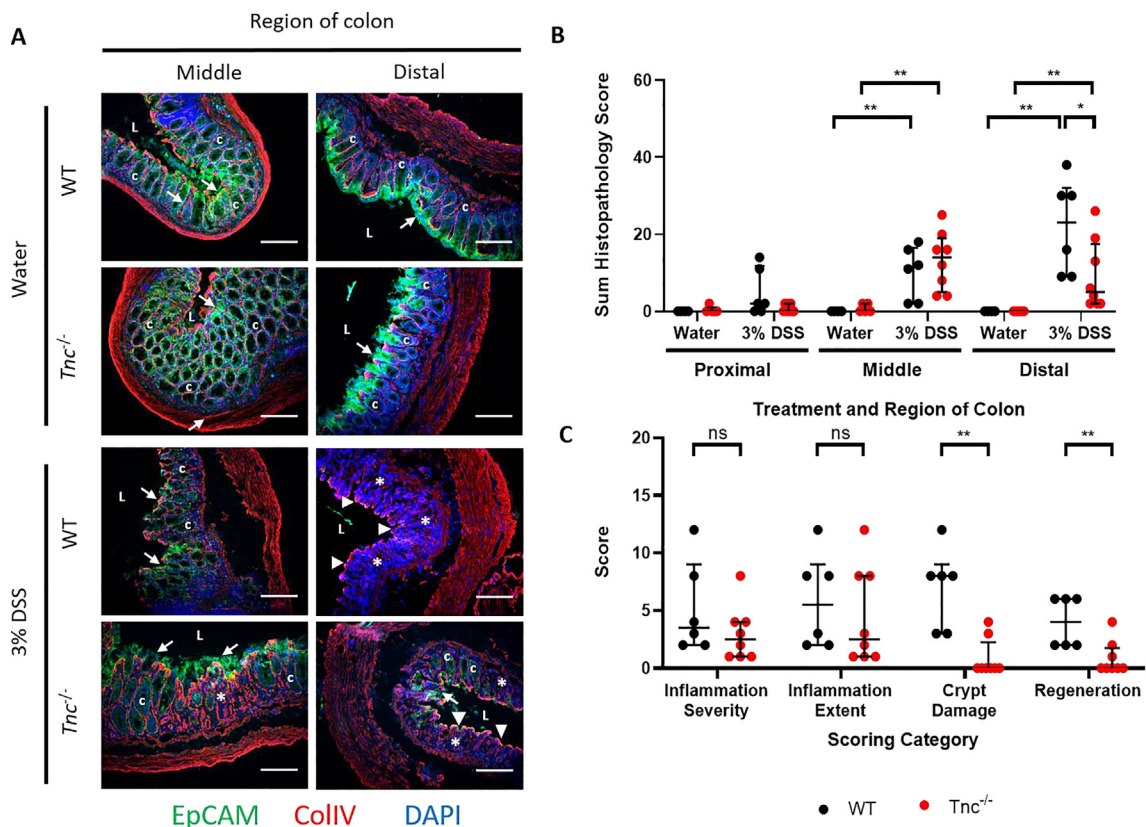 A
Region of colon
Middle
Distal
Water
3% DSS
WT
Tnc-/-
WT
Tnc-/-
L
c
c
c
c
L
c
c
L
c
c
c
L
c
c
L
c
c
L
*
*
*
L
c
*
c
c
c
*
L
*
EpCAM ColIV DAPI
B
Sum Histopathology Score
60
40
20
0
**
**
**
**
*
Water 3% DSS Water 3% DSS Water 3% DSS
Proximal Middle Distal
Treatment and Region of Colon
C
Score
20
15
10
5
0
ns
ns
**
**
Inflammation Severity
Inflammation Extent
Crypt Damage
Regeneration
Scoring Category
WT
Tnc-/-